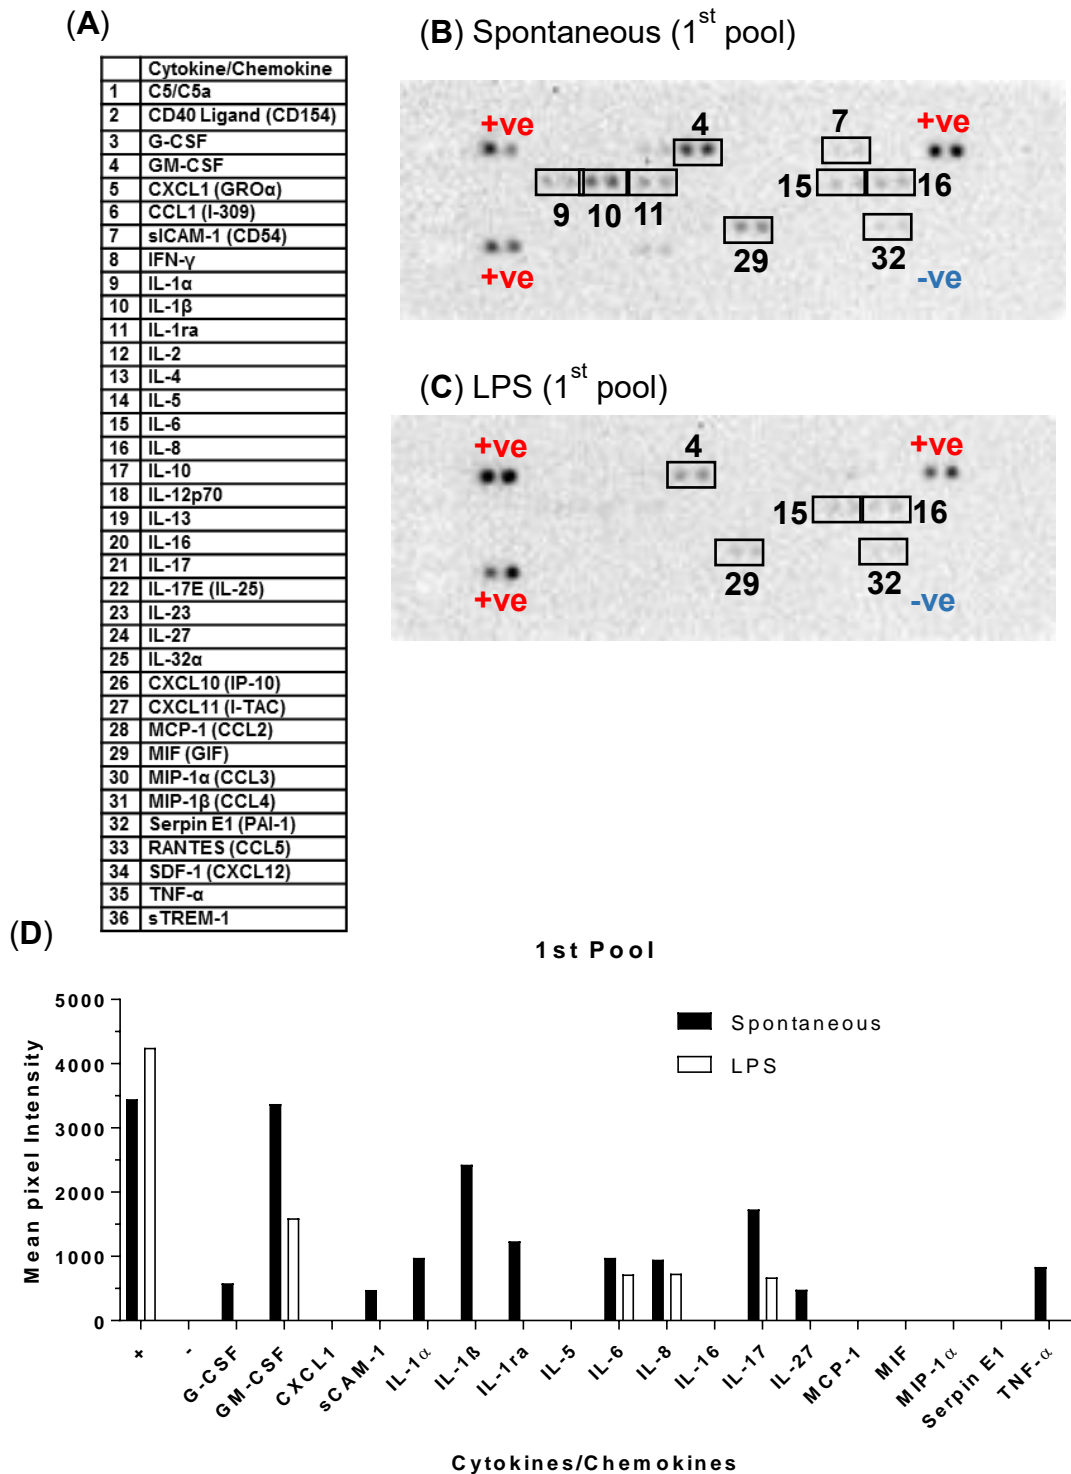 (A)
Cytokine/Chemokine
1 C5/C5a
2 CD40 Ligand (CD154)
3 G-CSF
4 GM-CSF
5 CXCL1 (GROα)
6 CCL1 (I-309)
7 sICAM-1 (CD54)
8 IFN-γ
9 IL-1α
10 IL-1β
11 IL-1ra
12 IL-2
13 IL-4
14 IL-5
15 IL-6
16 IL-8
17 IL-10
18 IL-12p70
19 IL-13
20 IL-16
21 IL-17
22 IL-17E (IL-25)
23 IL-23
24 IL-27
25 IL-32α
26 CXCL10 (IP-10)
27 CXCL11 (I-TAC)
28 MCP-1 (CCL2)
29 MIF (GIF)
30 MIP-1α (CCL3)
31 MIP-1β (CCL4)
32 Serpin E1 (PAI-1)
33 RANTES (CCL5)
34 SDF-1 (CXCL12)
35 TNF-α
36 sTREM-1
(B) Spontaneous (1st pool)
+ve 4 7 +ve
15 16
9 10 11
29 32
+ve -ve
(C) LPS (1st pool)
+ve 4 +ve
15 16
29 32
+ve -ve
(D)
1st Pool
Spontaneous
LPS
Mean pixel Intensity
5000
4000
3000
2000
1000
0
+ - G-CSF GM-CSF CXCL1 sCAM-1 IL-1α IL-1ß IL-1ra IL-5 IL-6 IL-8 IL-16 IL-17 IL-27 MCP-1 MIF MIP-1α Serpin E1 TNF-α
Cytokines/Chemokines